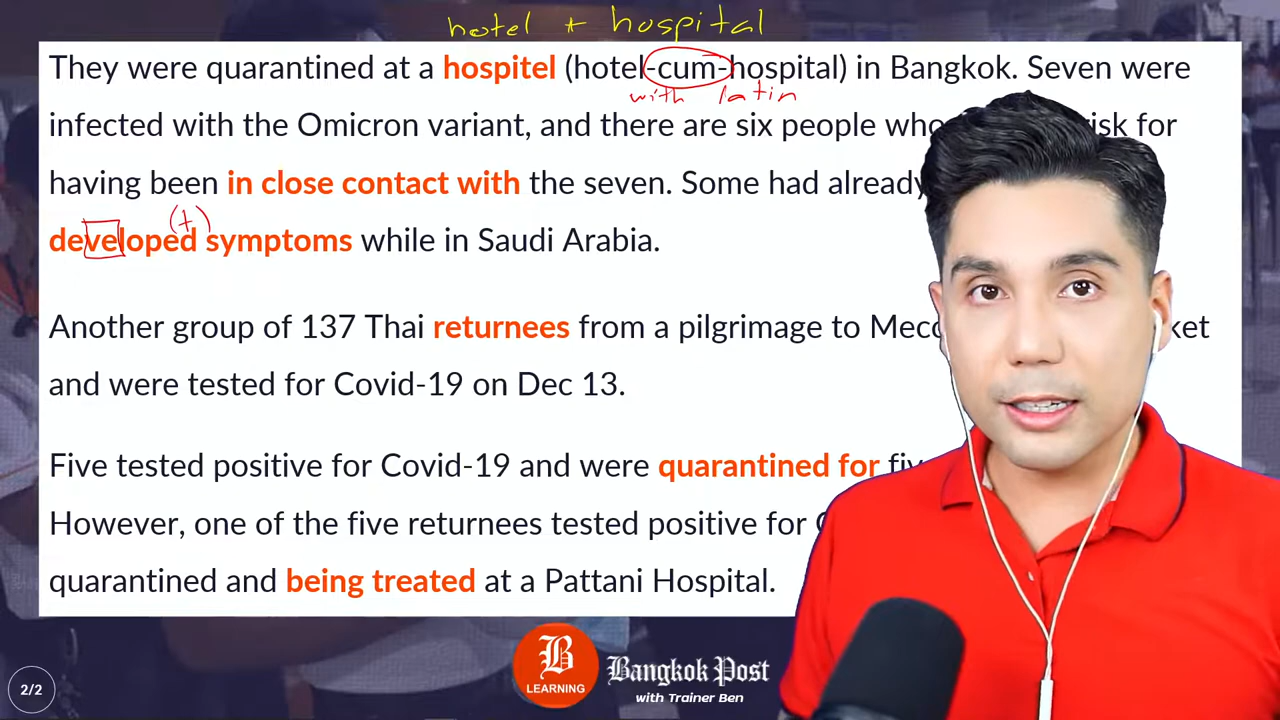 hotel + hospital
They were quarantined at a hospitel (hotel-cum-hospital) in Bangkok. Seven were
with latin
infected with the Omicron variant, and there are six people who risk for
having been in close contact with the seven. Some had already
(t)
developed symptoms while in Saudi Arabia.
Another group of 137 Thai returnees from a pilgrimage to Mecc ket
and were tested for Covid-19 on Dec 13.
Five tested positive for Covid-19 and were quarantined for fiv
However, one of the five returnees tested positive for
quarantined and being treated at a Pattani Hospital.
B
LEARNING
Bangkok Post
with Trainer Ben
2/2